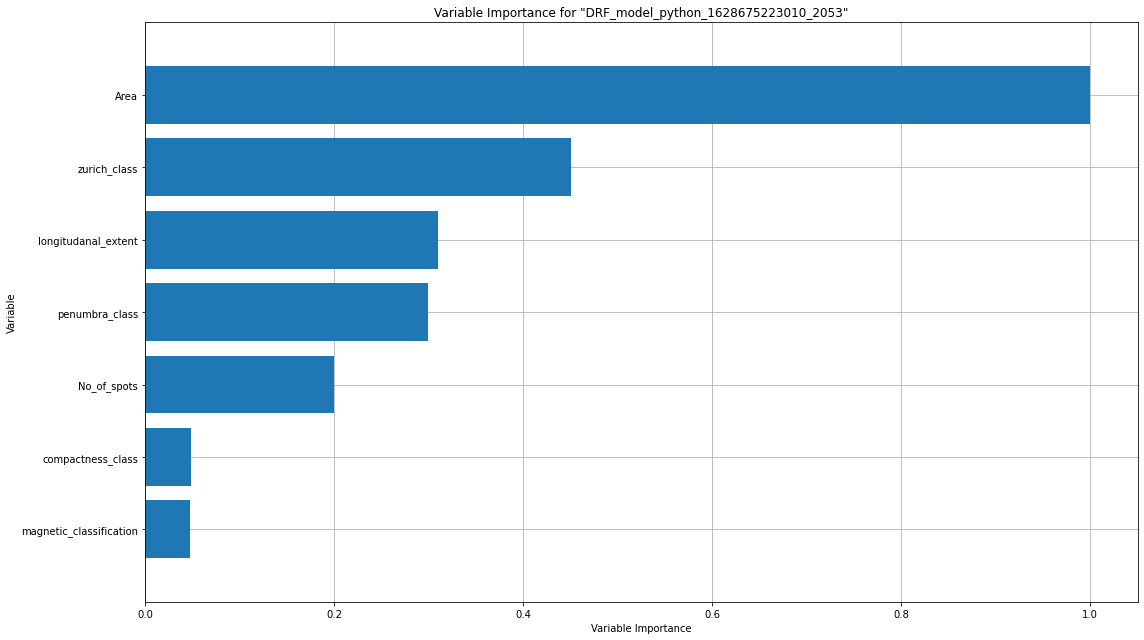 Variable Importance for "DRF_model_python_1628675223010_2053"
Area
zurich_class
longitudanal_extent
penumbra_class
No_of_spots
compactness_class
magnetic_classification
Variable
0.0 0.2 0.4 0.6 0.8 1.0
Variable Importance